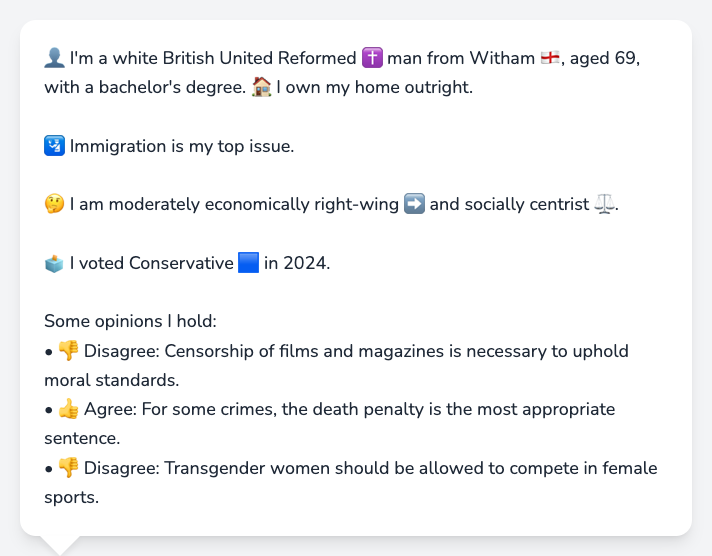 👤 I'm a white British United Reformed ✝️ man from Witham 🏴󠁧󠁢󠁥󠁮󠁧󠁿, aged 69,
with a bachelor's degree. 🏠 I own my home outright.
🛂 Immigration is my top issue.
🤔 I am moderately economically right-wing ➡️ and socially centrist ⚖️.
🗳️ I voted Conservative 🟦 in 2024.
Some opinions I hold:
• 👎 Disagree: Censorship of films and magazines is necessary to uphold
moral standards.
• 👍 Agree: For some crimes, the death penalty is the most appropriate
sentence.
• 👎 Disagree: Transgender women should be allowed to compete in female
sports.